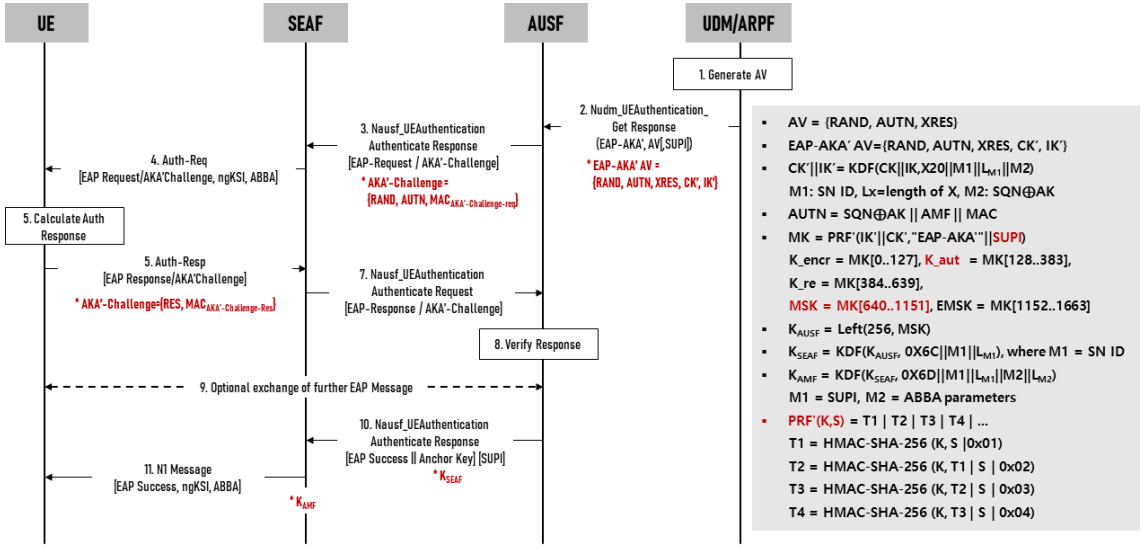 UE
SEAF
AUSF
UDM/ARPF
1. Generate AV
2. Nudm_UEAuthentication_
Get Response
(EAP-AKA', AV[,SUPI])
* EAP-AKA' AV =
{RAND, AUTN, XRES, CK', IK'}
3. Nausf_UEAuthentication
Authenticate Response
[EAP-Request / AKA'-Challenge]
* AKA'-Challenge =
{RAND, AUTN, MACAKA'-Challenge-req}
4. Auth-Req
[EAP Request/AKA'Challenge, ngKSI, ABBA]
5. Calculate Auth
Response
5. Auth-Resp
[EAP Response/AKA'Challenge]
* AKA'-Challenge={RES, MACAKA'-Challenge-Res}
7. Nausf_UEAuthentication
Authenticate Request
[EAP-Response / AKA'-Challenge]
8. Verify Response
9. Optional exchange of further EAP Message
10. Nausf_UEAuthentication
Authenticate Response
[EAP Success || Anchor Key] [SUPI]
* KSEAF
11. N1 Message
[EAP Success, ngKSI, ABBA]
* KAMF
▪ AV = {RAND, AUTN, XRES}
▪ EAP-AKA' AV={RAND, AUTN, XRES, CK', IK'}
▪ CK'||IK'= KDF(CK||IK,X20||M1||LM1||M2)
M1: SN ID, Lx=length of X, M2: SQN⊕AK
▪ AUTN = SQN⊕AK || AMF || MAC
▪ MK = PRF'(IK'||CK',"EAP-AKA'"||SUPI)
K_encr = MK[0..127], K_aut = MK[128..383],
K_re = MK[384..639],
MSK = MK[640..1151], EMSK = MK[1152..1663]
▪ KAUSF = Left(256, MSK)
▪ KSEAF = KDF(KAUSF, 0X6C||M1||LM1), where M1 = SN ID
▪ KAMF = KDF(KSEAF, 0X6D||M1||LM1||M2||LM2)
M1 = SUPI, M2 = ABBA parameters
▪ PRF'(K,S) = T1 | T2 | T3 | T4 | ...
T1 = HMAC-SHA-256 (K, S |0x01)
T2 = HMAC-SHA-256 (K, T1 | S | 0x02)
T3 = HMAC-SHA-256 (K, T2 | S | 0x03)
T4 = HMAC-SHA-256 (K, T3 | S | 0x04)